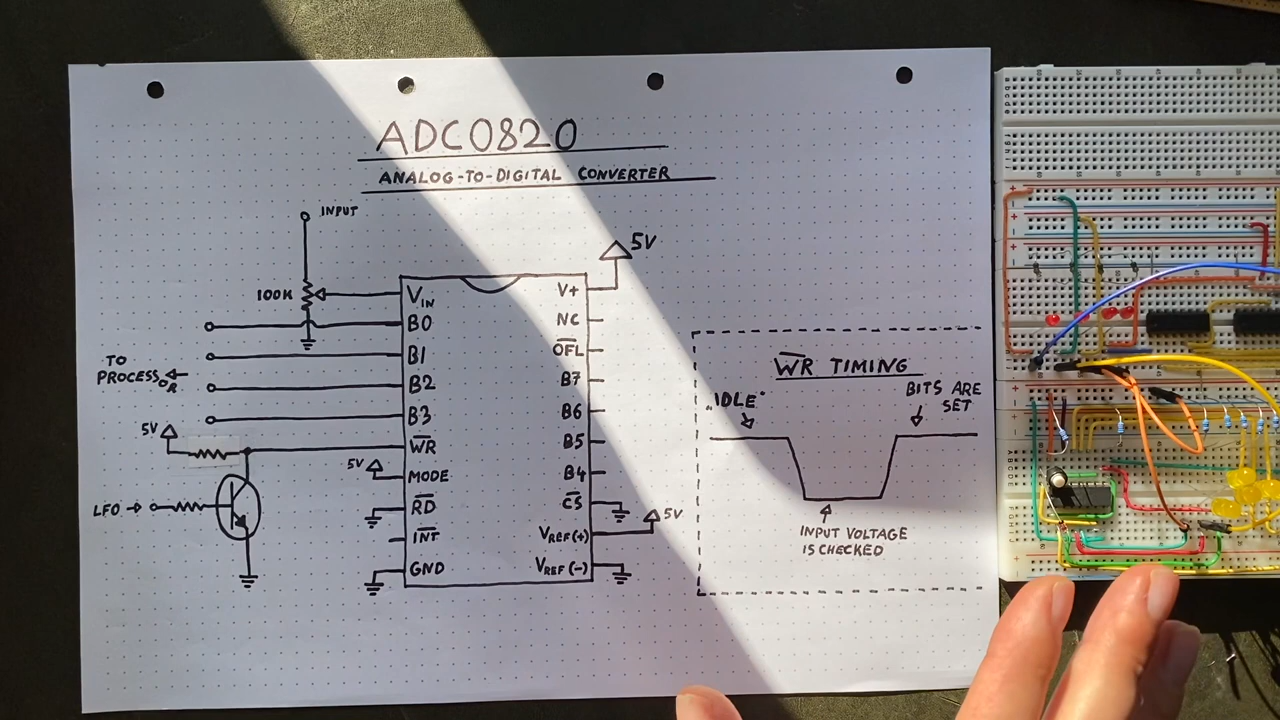 ADC0820
ANALOG-TO-DIGITAL CONVERTER
INPUT
100K
5V
V IN
V+
B0
NC
B1
OFL
B2
B7
B3
B6
WR
B5
MODE
B4
RD
CS
INT
VREF(+)
GND
VREF(-)
TO
PROCESSOR
5V
5V
LFO
5V
WR TIMING
"IDLE"
BITS ARE
SET
INPUT VOLTAGE
IS CHECKED